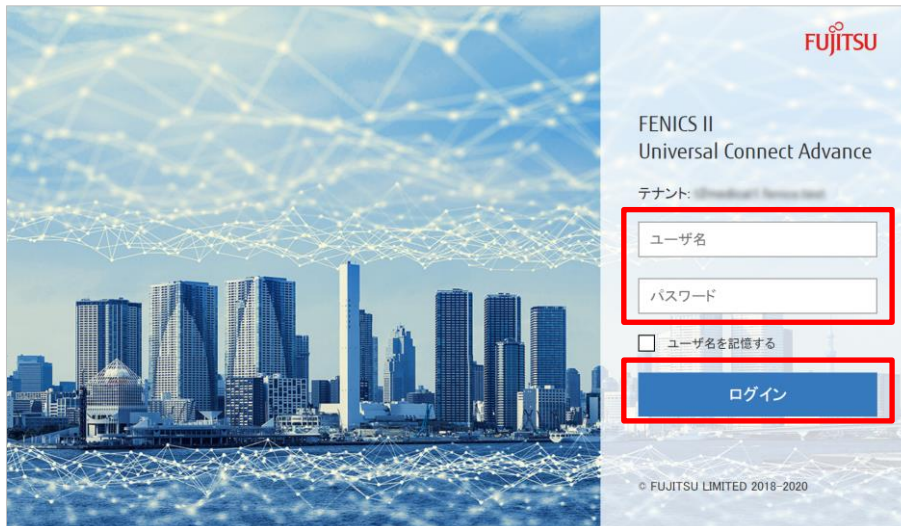 FUJITSU
FENICS II
Universal Connect Advance
テナント:
ユーザ名
パスワード
ユーザ名を記憶する
ログイン
© FUJITSU LIMITED 2018-2020